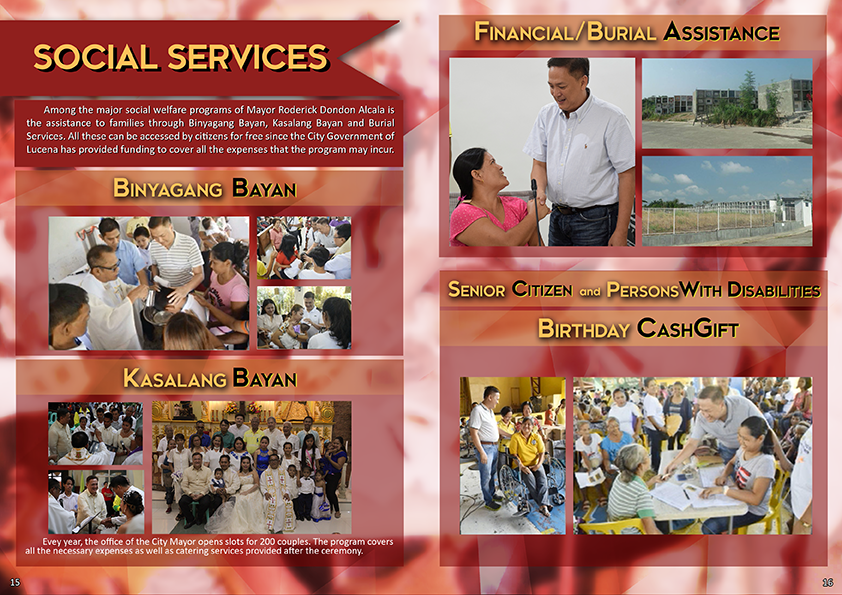 SOCIAL SERVICES
Among the major social welfare programs of Mayor Roderick Dondon Alcala is
the assistance to families through Binyagang Bayan, Kasalang Bayan and Burial
Services. All these can be accessed by citizens for free since the City Government of
Lucena has provided funding to cover all the expenses that the program may incur.
BINYAGANG BAYAN
KASALANG BAYAN
Evey year, the office of the City Mayor opens slots for 200 couples. The program covers
all the necessary expenses as well as catering services provided after the ceremony.
15
FINANCIAL/BURIAL ASSISTANCE
SENIOR CITIZEN and PERSONSWITH DISABILITIES
BIRTHDAY CASHGIFT
16